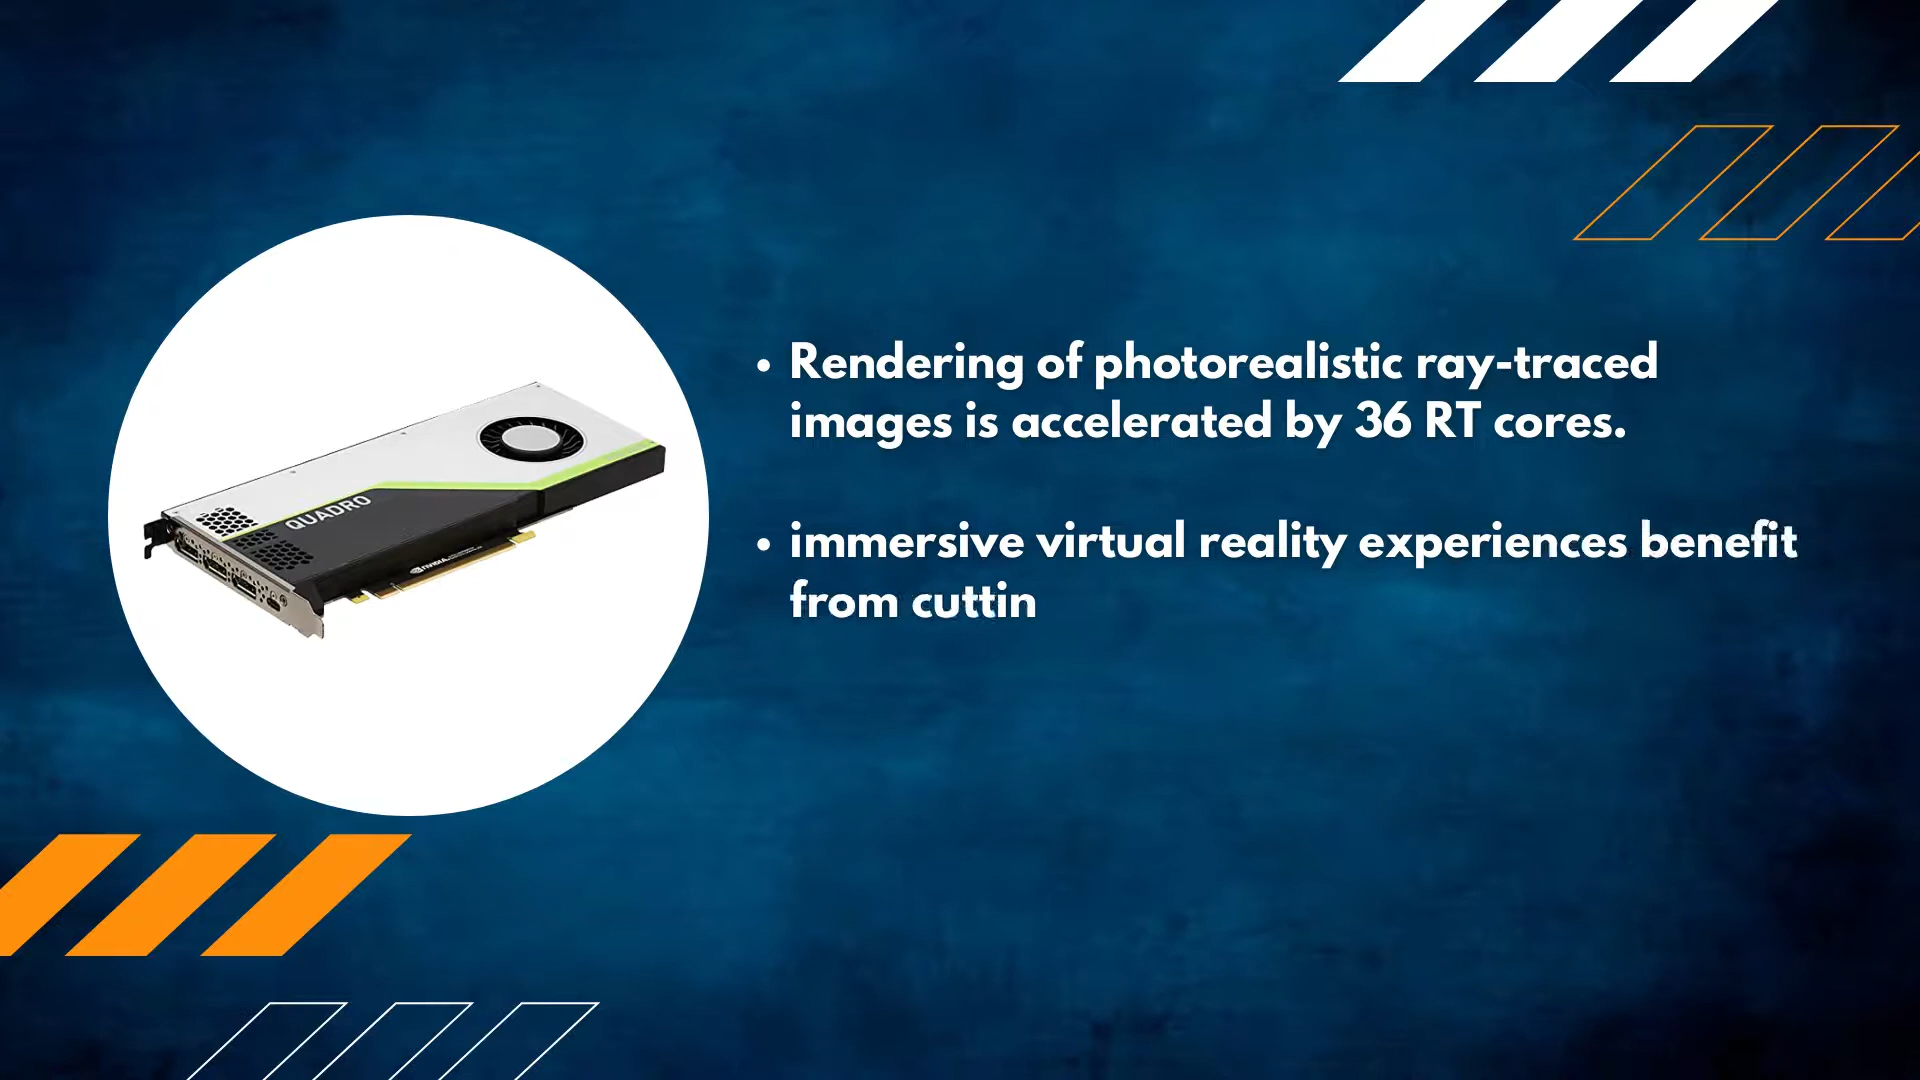 Rendering of photorealistic ray-traced
images is accelerated by 36 RT cores.
immersive virtual reality experiences benefit
from cuttin
QUADRO
NVIDIA